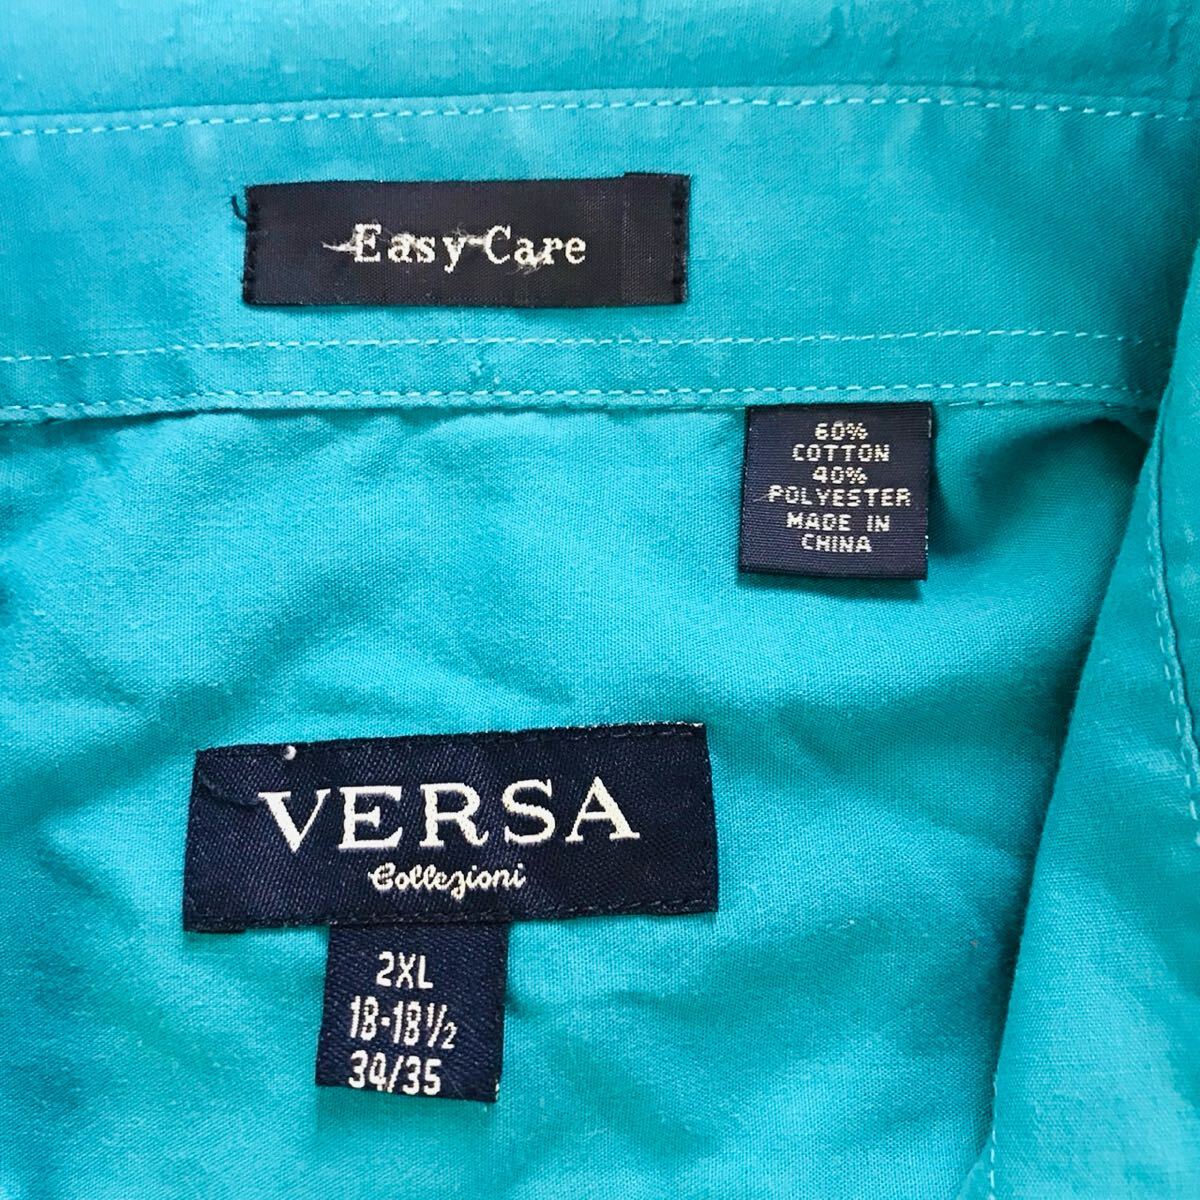 Easy Care
60%
COTTON
40%
POLYESTER
MADE IN
CHINA
VERSA
Collezioni
2XL
18-18½
34/35